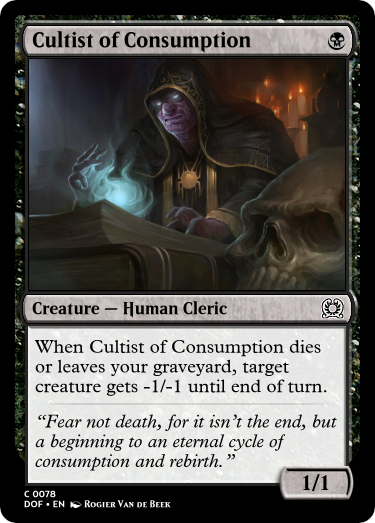 Cultist of Consumption
Creature — Human Cleric
When Cultist of Consumption dies
or leaves your graveyard, target
creature gets -1/-1 until end of turn.
“Fear not death, for it isn’t the end, but
a beginning to an eternal cycle of
consumption and rebirth.”
1/1
C 0078
DOF • EN Rogier Van de Beek